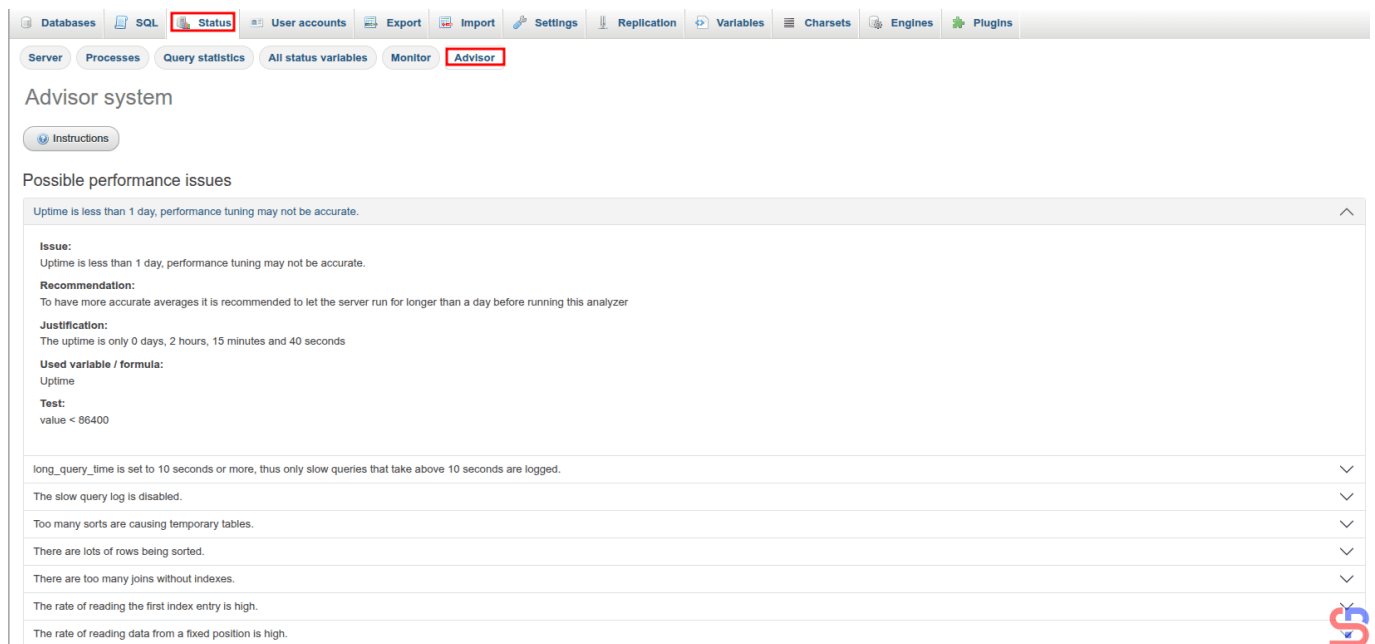 Databases SQL Status User accounts Export Import Settings Replication Variables Charsets Engines Plugins
Server Processes Query statistics All status variables Monitor Advisor
Advisor system
Instructions
Possible performance issues
Uptime is less than 1 day, performance tuning may not be accurate.
Issue:
Uptime is less than 1 day, performance tuning may not be accurate.
Recommendation:
To have more accurate averages it is recommended to let the server run for longer than a day before running this analyzer
Justification:
The uptime is only 0 days, 2 hours, 15 minutes and 40 seconds
Used variable / formula:
Uptime
Test:
value < 86400
long_query_time is set to 10 seconds or more, thus only slow queries that take above 10 seconds are logged.
The slow query log is disabled.
Too many sorts are causing temporary tables.
There are lots of rows being sorted.
There are too many joins without indexes.
The rate of reading the first index entry is high.
The rate of reading data from a fixed position is high.